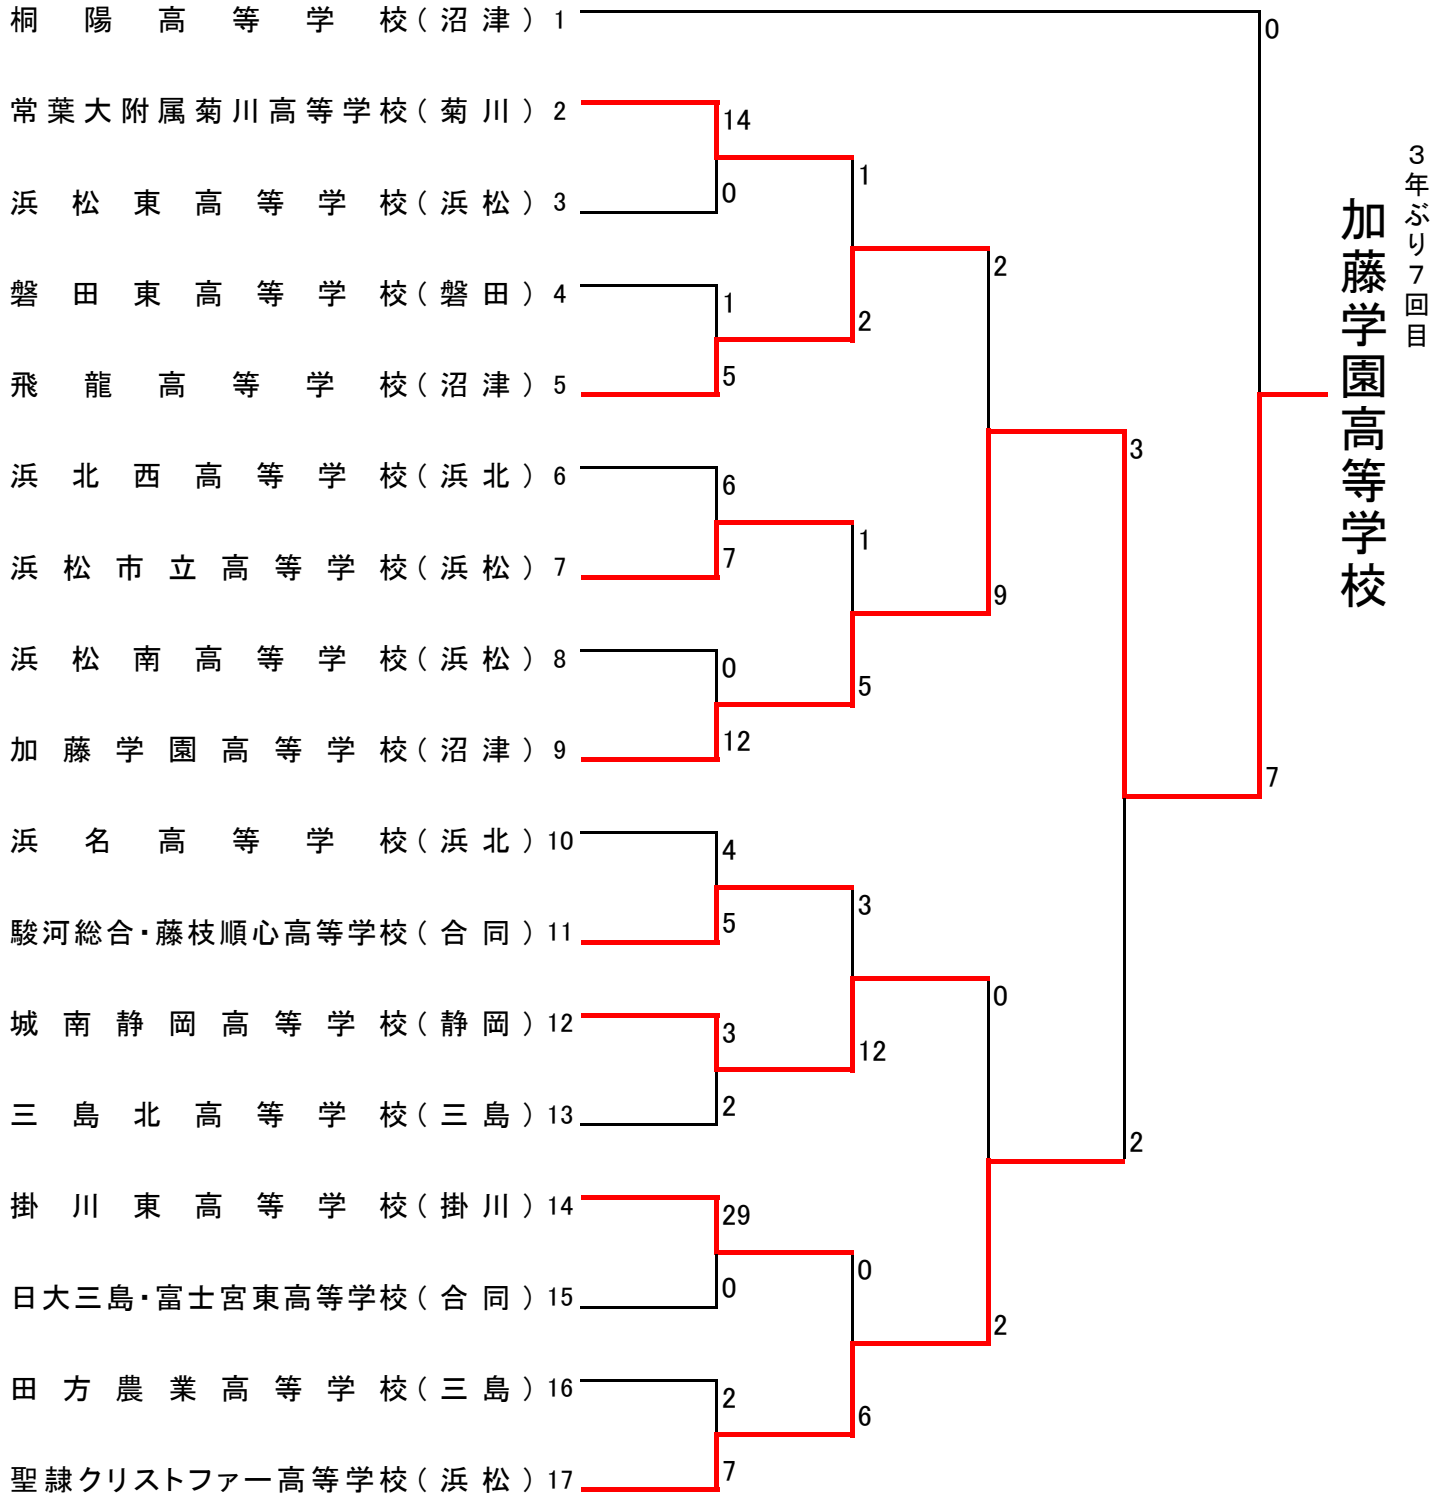 桐陽高等学校(沼津) 1
0
常葉大附属菊川高等学校(菊川) 2
14
1
浜松東高等学校(浜松) 3
0
2
磐田東高等学校(磐田) 4
1
2
飛龍高等学校(沼津) 5
5
3
浜北西高等学校(浜北) 6
6
1
浜松市立高等学校(浜松) 7
7
9
浜松南高等学校(浜松) 8
0
5
加藤学園高等学校(沼津) 9
12
7
浜名高等学校(浜北) 10
4
3
駿河総合・藤枝順心高等学校(合同) 11
5
0
城南静岡高等学校(静岡) 12
3
12
三島北高等学校(三島) 13
2
2
掛川東高等学校(掛川) 14
29
0
日大三島・富士宮東高等学校(合同) 15
0
2
田方農業高等学校(三島) 16
2
6
聖隷クリストファー高等学校(浜松) 17
7
3年ぶり7回目
加藤学園高等学校